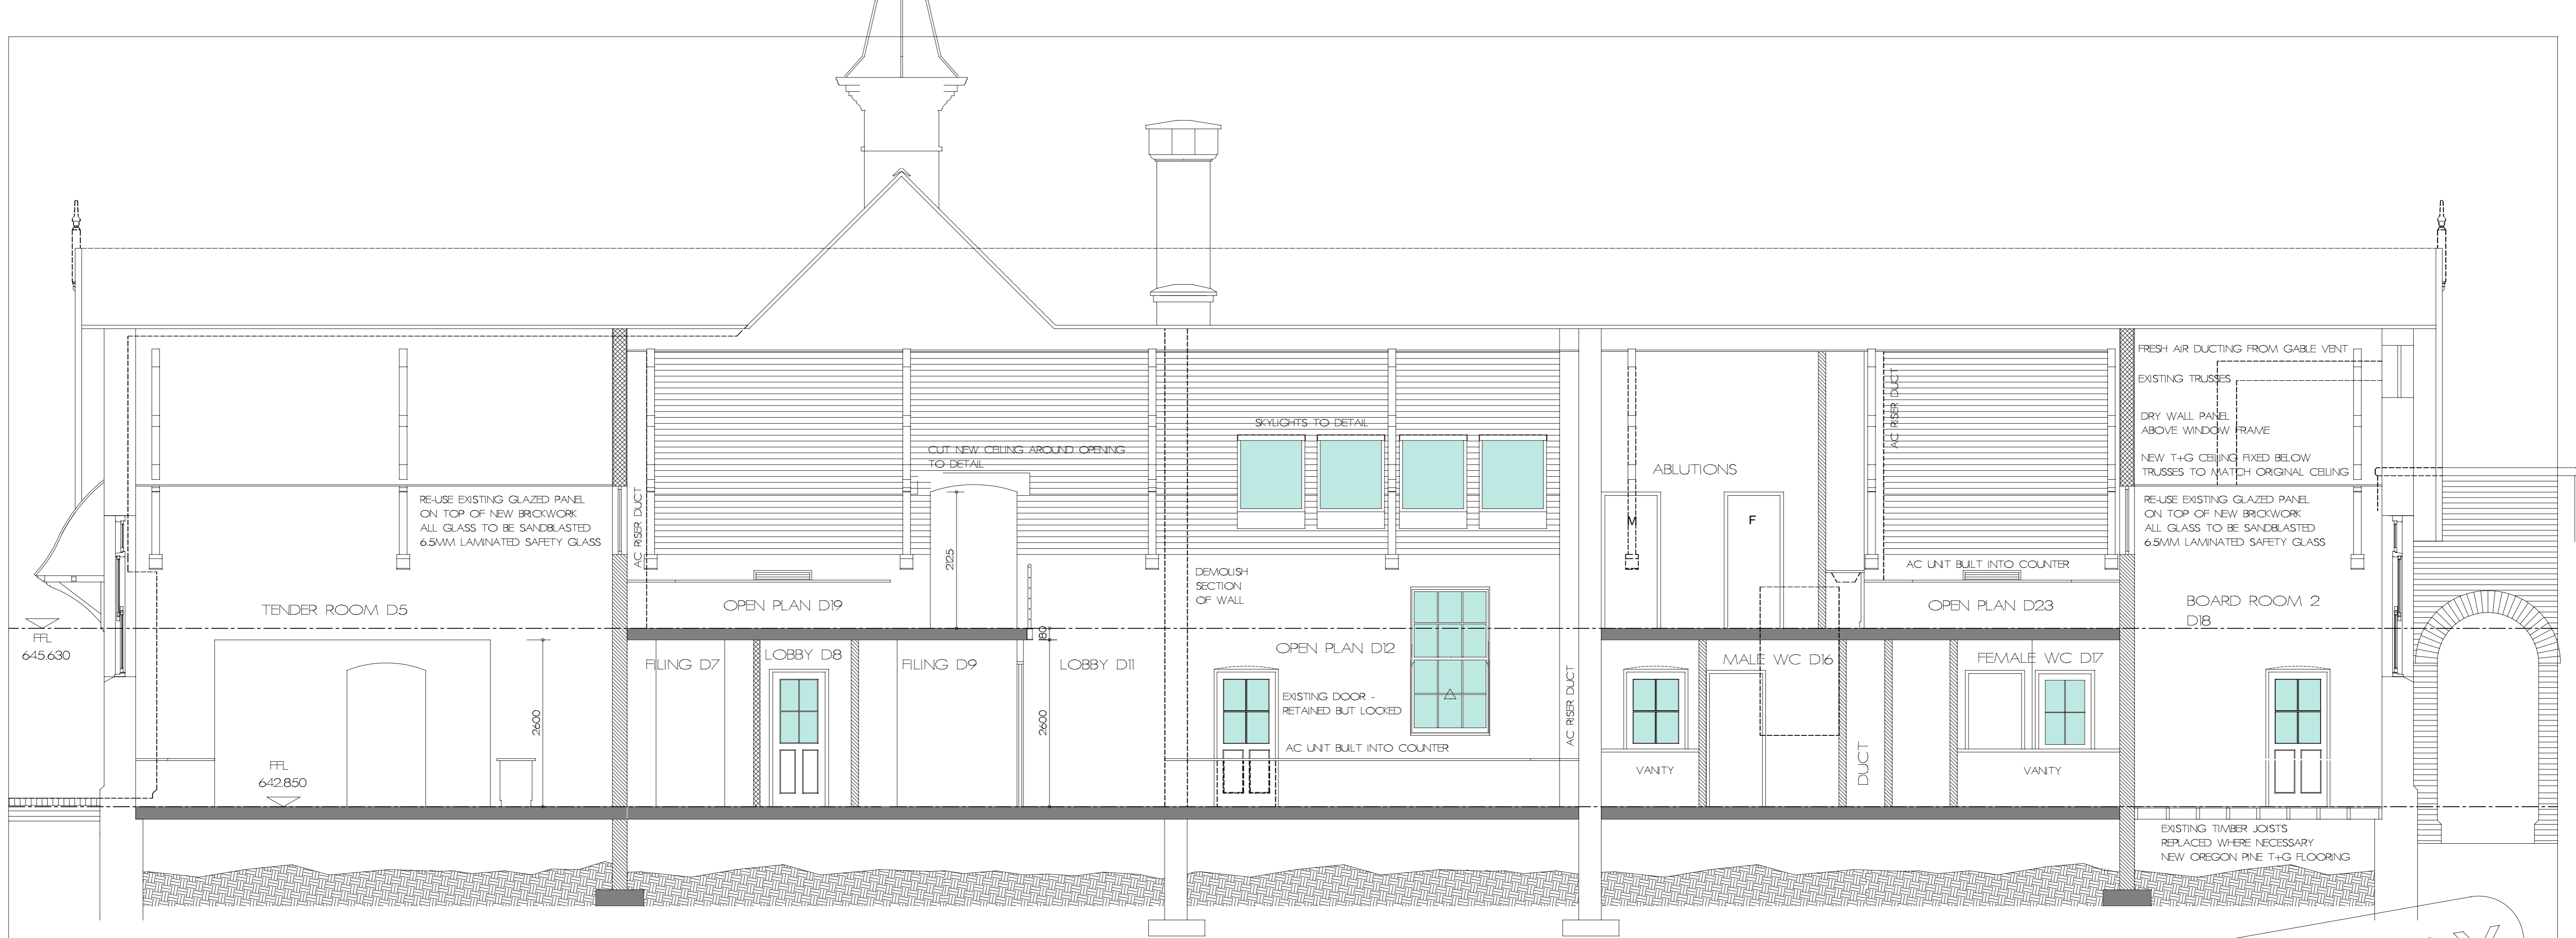 FRESH AIR DUCTING FROM GABLE VENT
EXISTING TRUSSES
DRY WALL PANEL
ABOVE WINDOW FRAME
NEW T+G CEILING FIXED BELOW
TRUSSES TO MATCH ORIGINAL CEILING
SKYLIGHTS TO DETAIL
CUT NEW CEILING AROUND OPENING
TO DETAIL
AC RISER DUCT
ABLUTIONS
RE-USE EXISTING GLAZED PANEL
ON TOP OF NEW BRICKWORK
ALL GLASS TO BE SANDBLASTED
6.5MM LAMINATED SAFETY GLASS
AC RISER DUCT
2125
M
F
RE-USE EXISTING GLAZED PANEL
ON TOP OF NEW BRICKWORK
ALL GLASS TO BE SANDBLASTED
6.5MM LAMINATED SAFETY GLASS
DEMOLISH
SECTION
OF WALL
AC UNIT BUILT INTO COUNTER
TENDER ROOM D5
OPEN PLAN D19
OPEN PLAN D23
BOARD ROOM 2
D18
FFL
645.630
180
FILING D7
LOBBY D8
FILING D9
LOBBY D11
OPEN PLAN D12
MALE WC D16
FEMALE WC D17
EXISTING DOOR -
RETAINED BUT LOCKED
AC RISER DUCT
2600
2600
AC UNIT BUILT INTO COUNTER
FFL
642.850
VANITY
DUCT
VANITY
EXISTING TIMBER JOISTS
REPLACED WHERE NECESSARY
NEW OREGON PINE T+G FLOORING